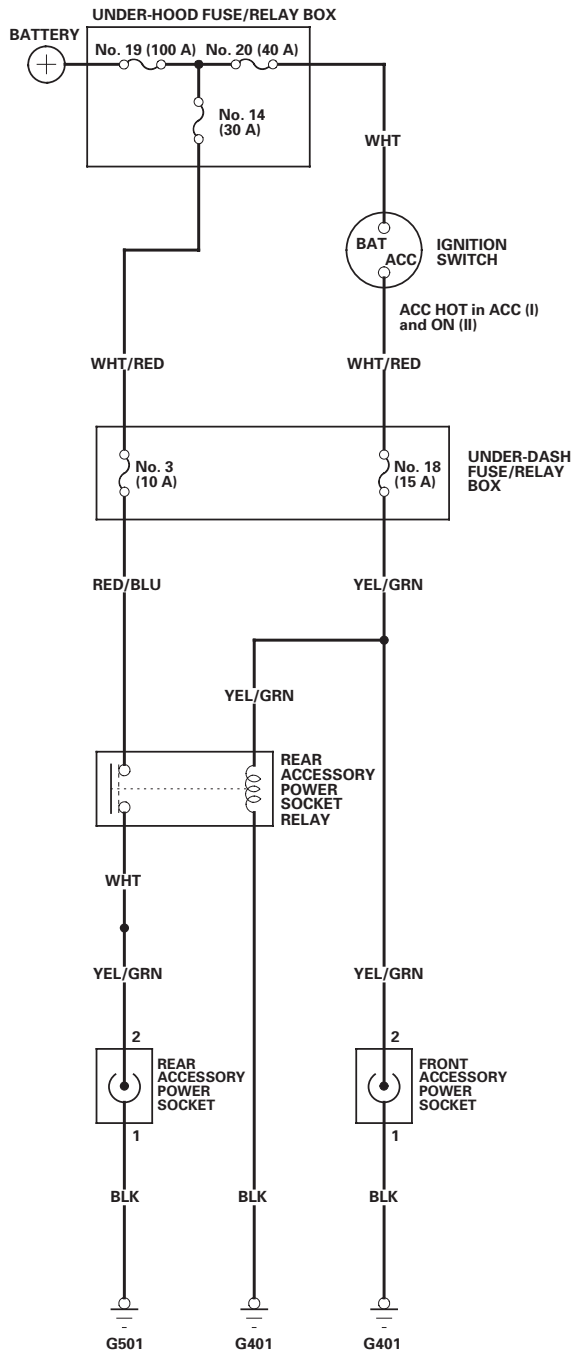 UNDER-HOOD FUSE/RELAY BOX
BATTERY
No. 19 (100 A)
No. 20 (40 A)
No. 14
(30 A)
WHT
BAT
ACC
IGNITION
SWITCH
ACC HOT in ACC (I)
and ON (II)
WHT/RED
WHT/RED
No. 3
(10 A)
No. 18
(15 A)
UNDER-DASH
FUSE/RELAY
BOX
RED/BLU
YEL/GRN
YEL/GRN
REAR
ACCESSORY
POWER
SOCKET
RELAY
WHT
YEL/GRN
YEL/GRN
2
2
REAR
ACCESSORY
POWER
SOCKET
FRONT
ACCESSORY
POWER
SOCKET
1
1
BLK
BLK
BLK
G501
G401
G401